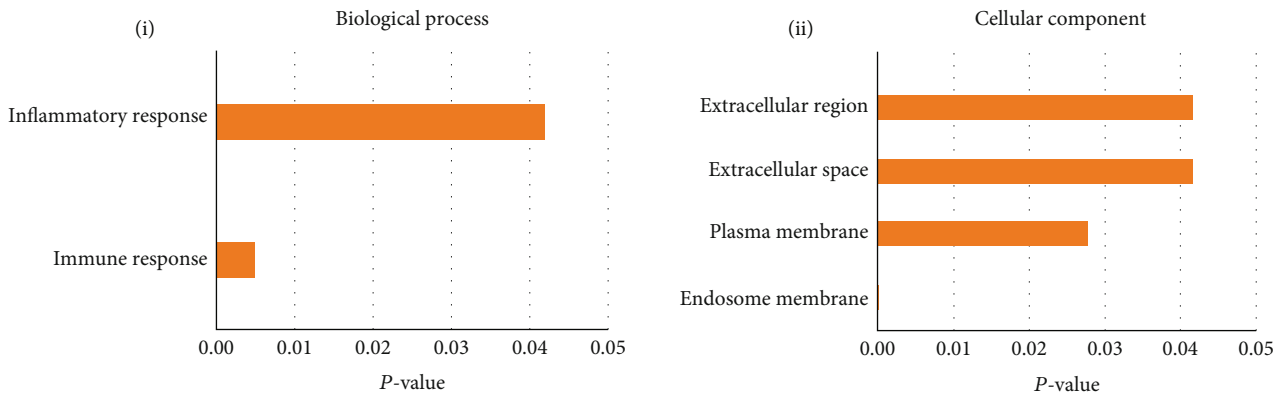 (i)
Biological process
Inflammatory response
Immune response
0.00 0.01 0.02 0.03 0.04 0.05
P-value
(ii)
Cellular component
Extracellular region
Extracellular space
Plasma membrane
Endosome membrane
0.00 0.01 0.02 0.03 0.04 0.05
P-value